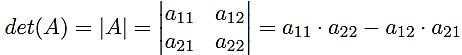 det(A) = |A| = |a₁₁ a₁₂| = a₁₁ · a₂₂ − a₁₂ · a₂₁
|a₂₁ a₂₂|